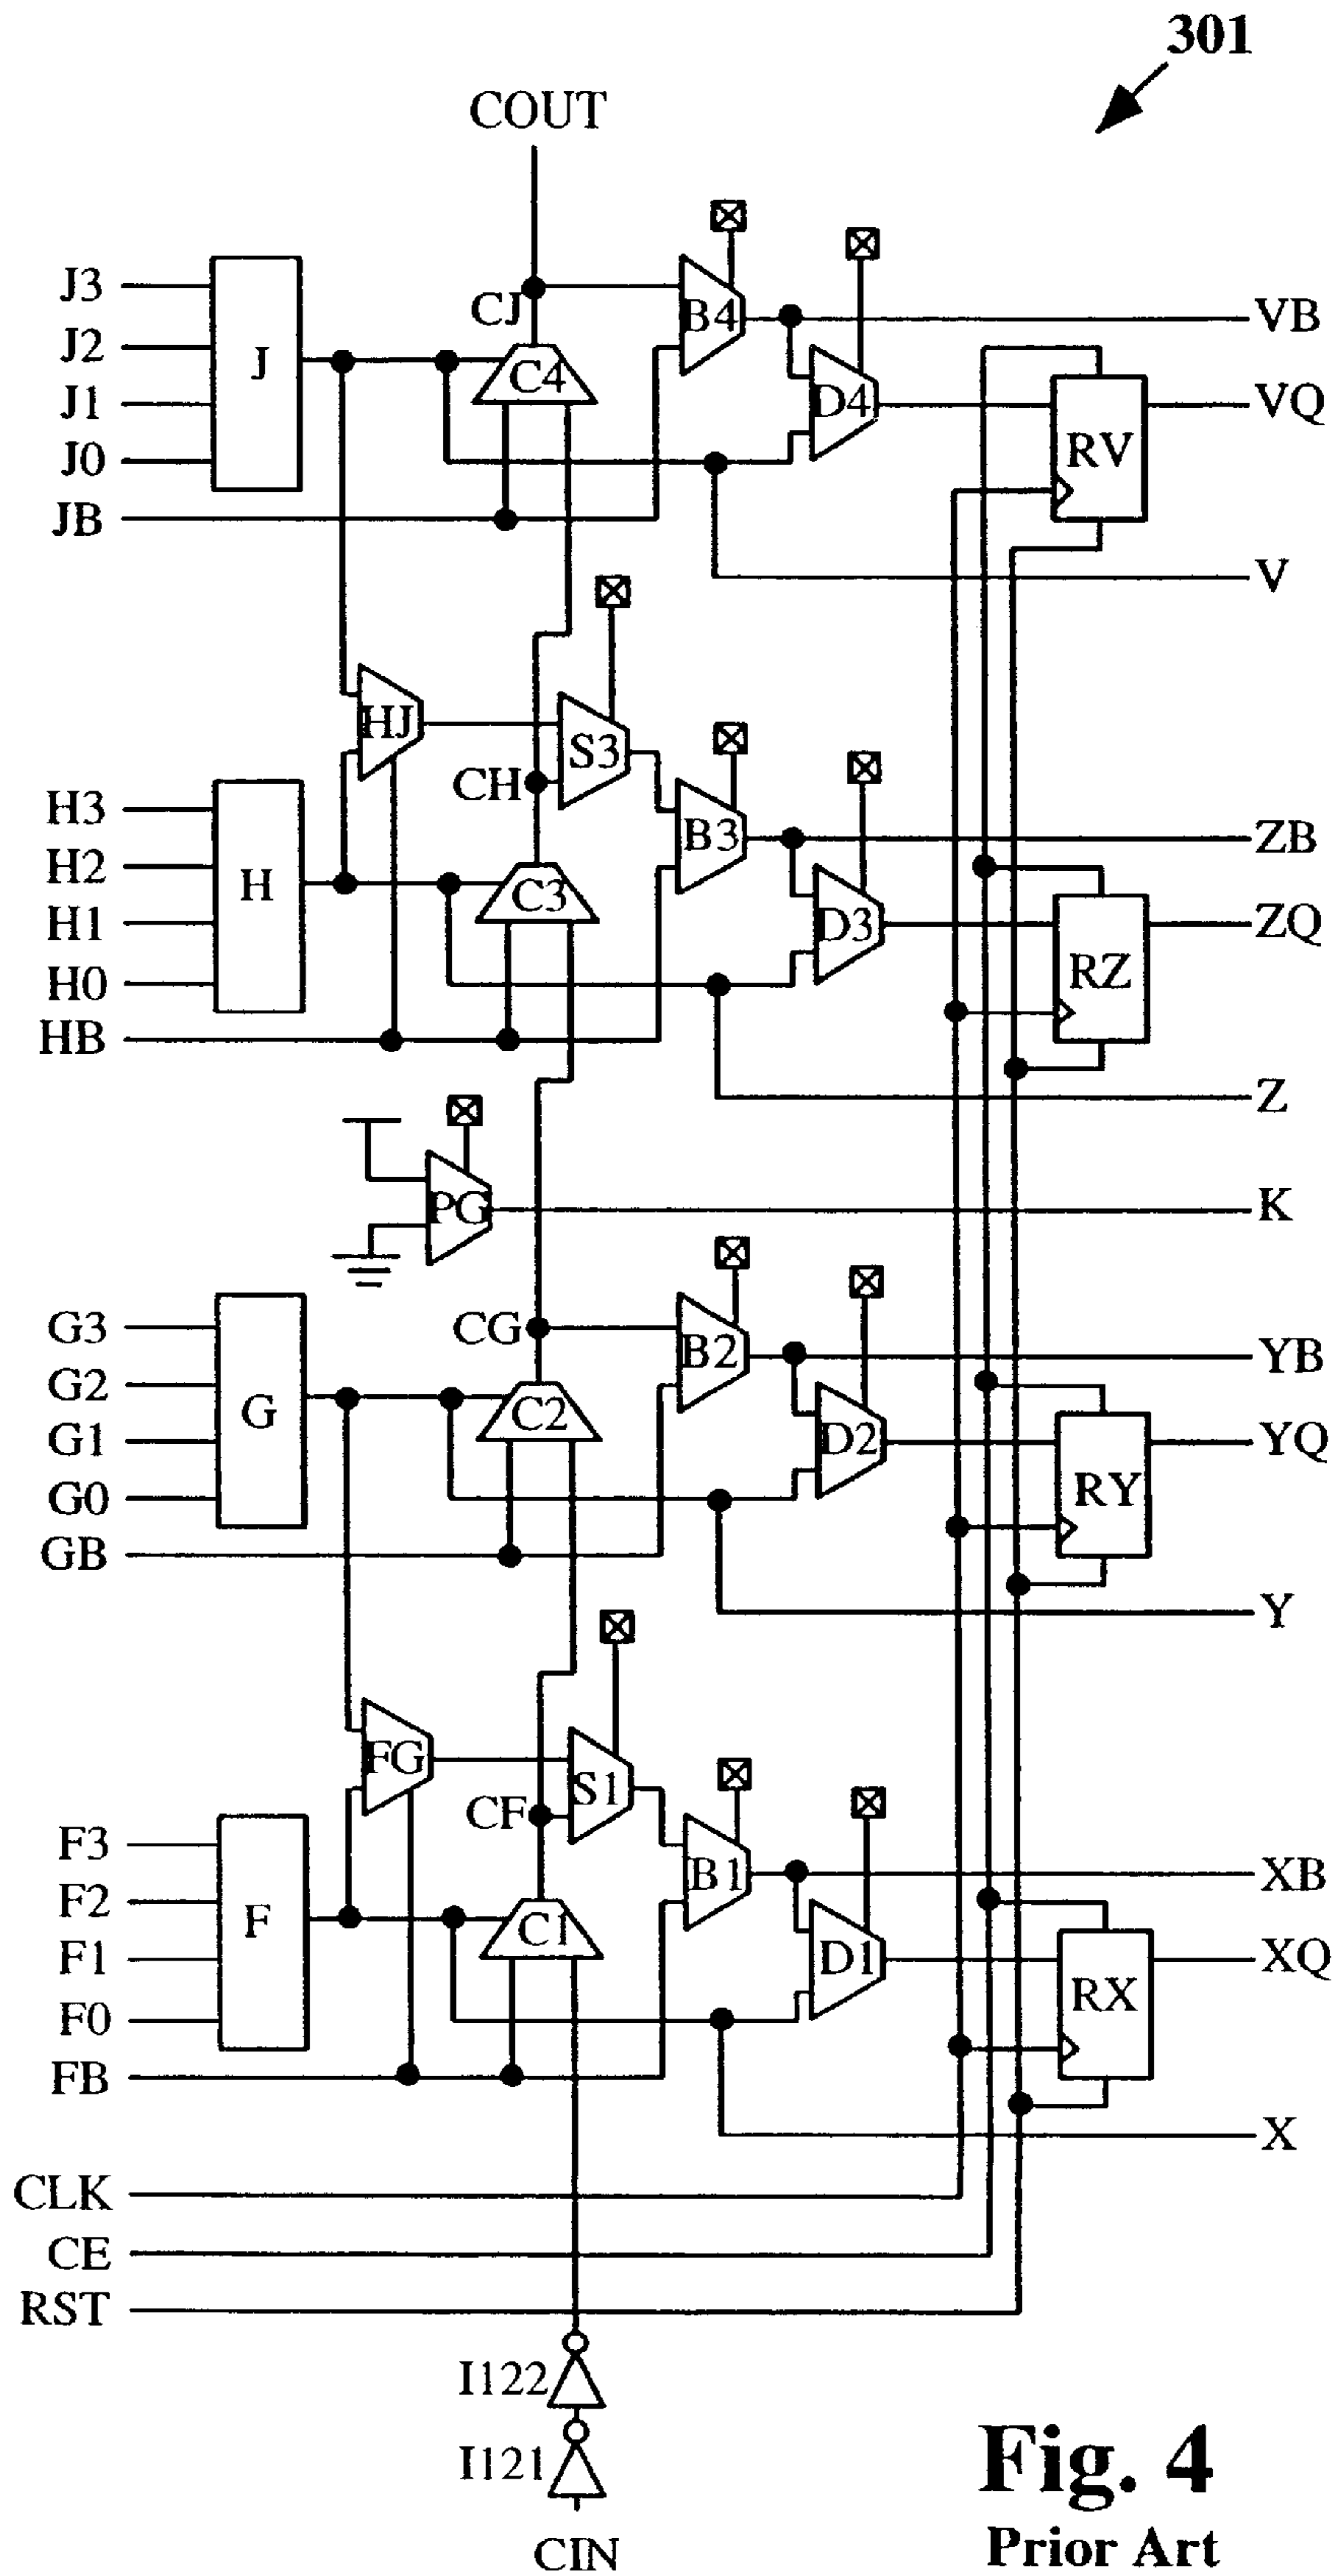 301
COUT
J3
J2
J1
J0
JB
J
CJ
C4
B4
D4
RV
VB
VQ
V
HJ
S3
CH
H3
H2
H1
H0
HB
H
C3
B3
D3
RZ
ZB
ZQ
Z
PG
K
G3
G2
G1
G0
GB
G
CG
C2
B2
D2
RY
YB
YQ
Y
FG
S1
CF
F3
F2
F1
F0
FB
F
C1
B1
D1
RX
XB
XQ
X
CLK
CE
RST
I122
I121
CIN
Fig. 4
Prior Art